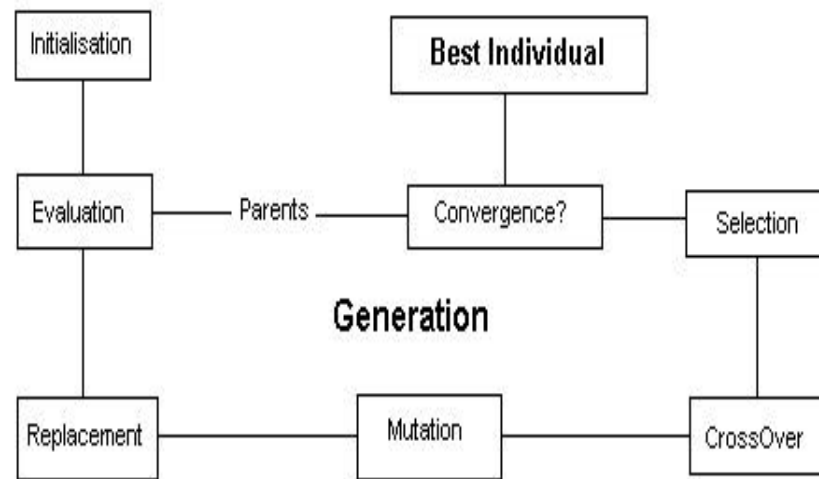 Initialisation
Best Individual
Evaluation
Parents
Convergence?
Selection
Generation
Replacement
Mutation
CrossOver